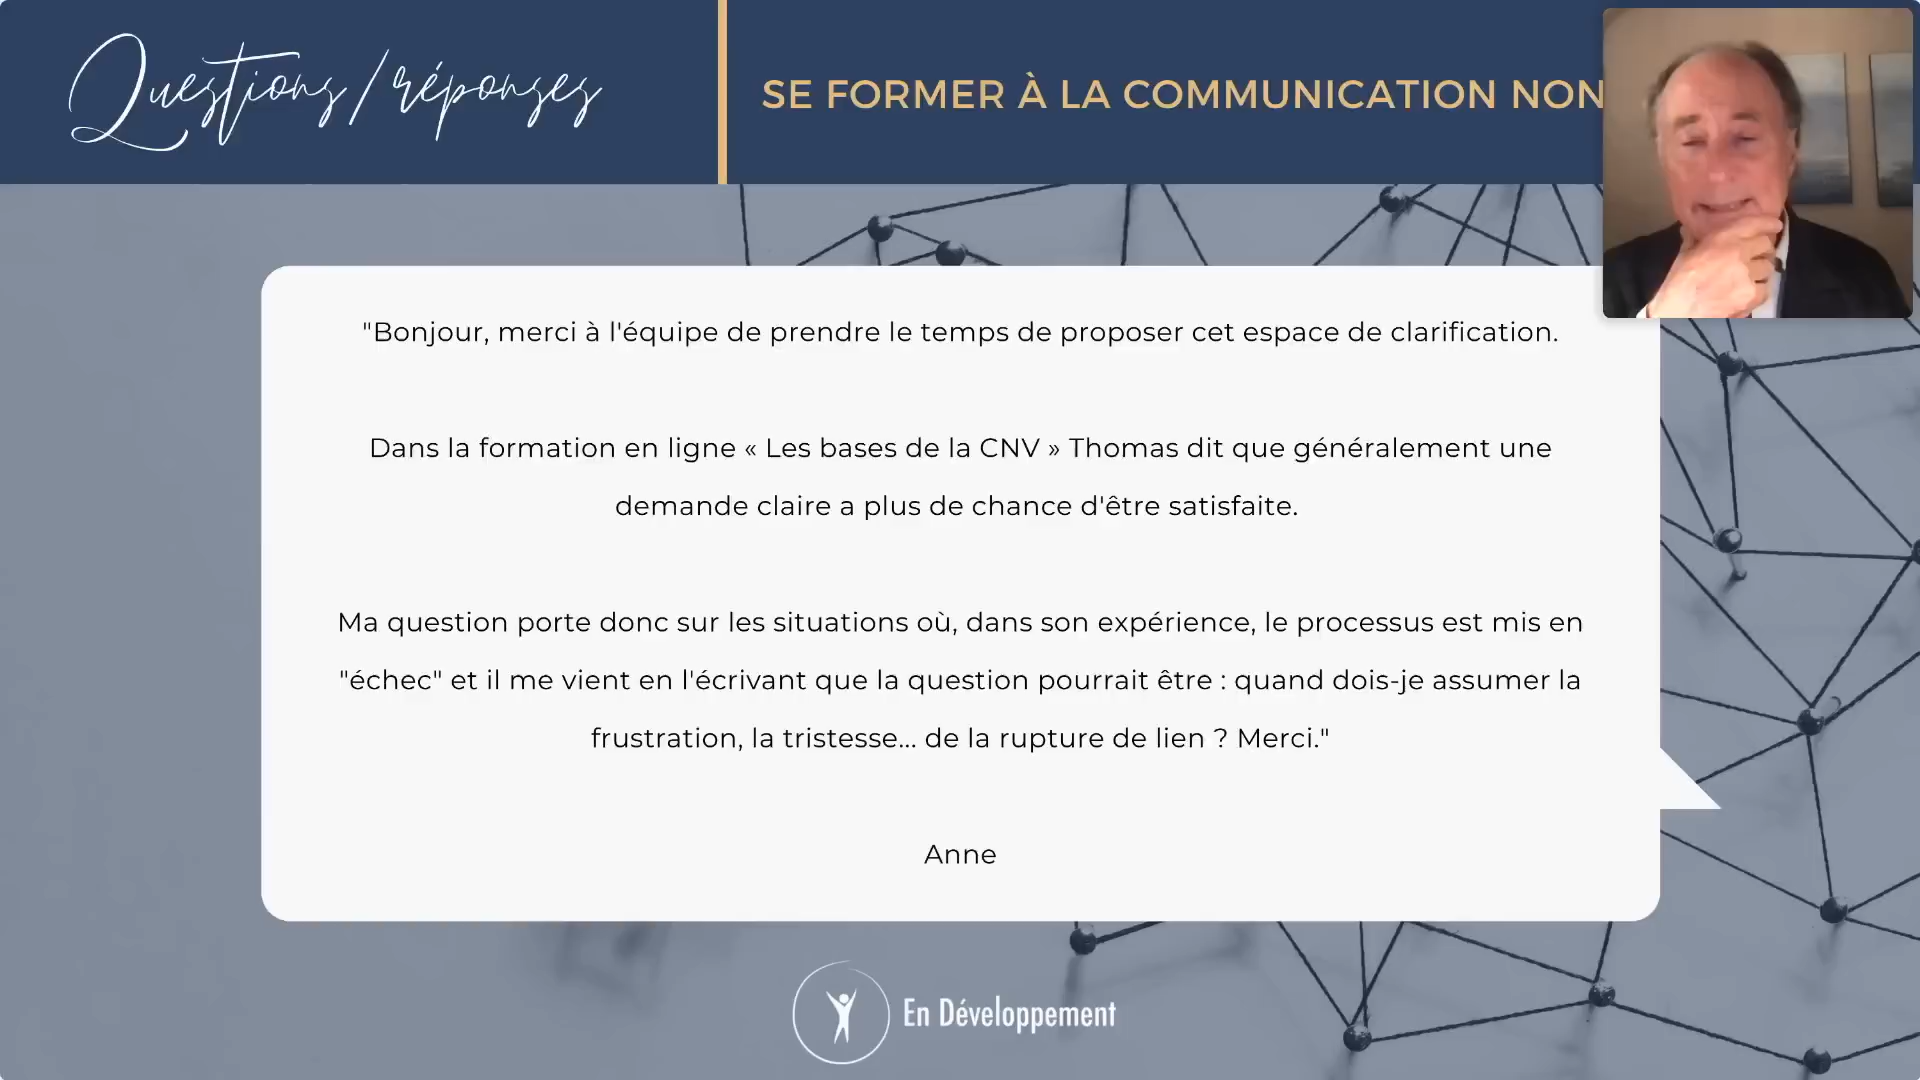 Questions/réponses
SE FORMER À LA COMMUNICATION NON
"Bonjour, merci à l'équipe de prendre le temps de proposer cet espace de clarification.
Dans la formation en ligne « Les bases de la CNV » Thomas dit que généralement une
demande claire a plus de chance d'être satisfaite.
Ma question porte donc sur les situations où, dans son expérience, le processus est mis en
"échec" et il me vient en l'écrivant que la question pourrait être : quand dois-je assumer la
frustration, la tristesse... de la rupture de lien ? Merci."
Anne
En Développement